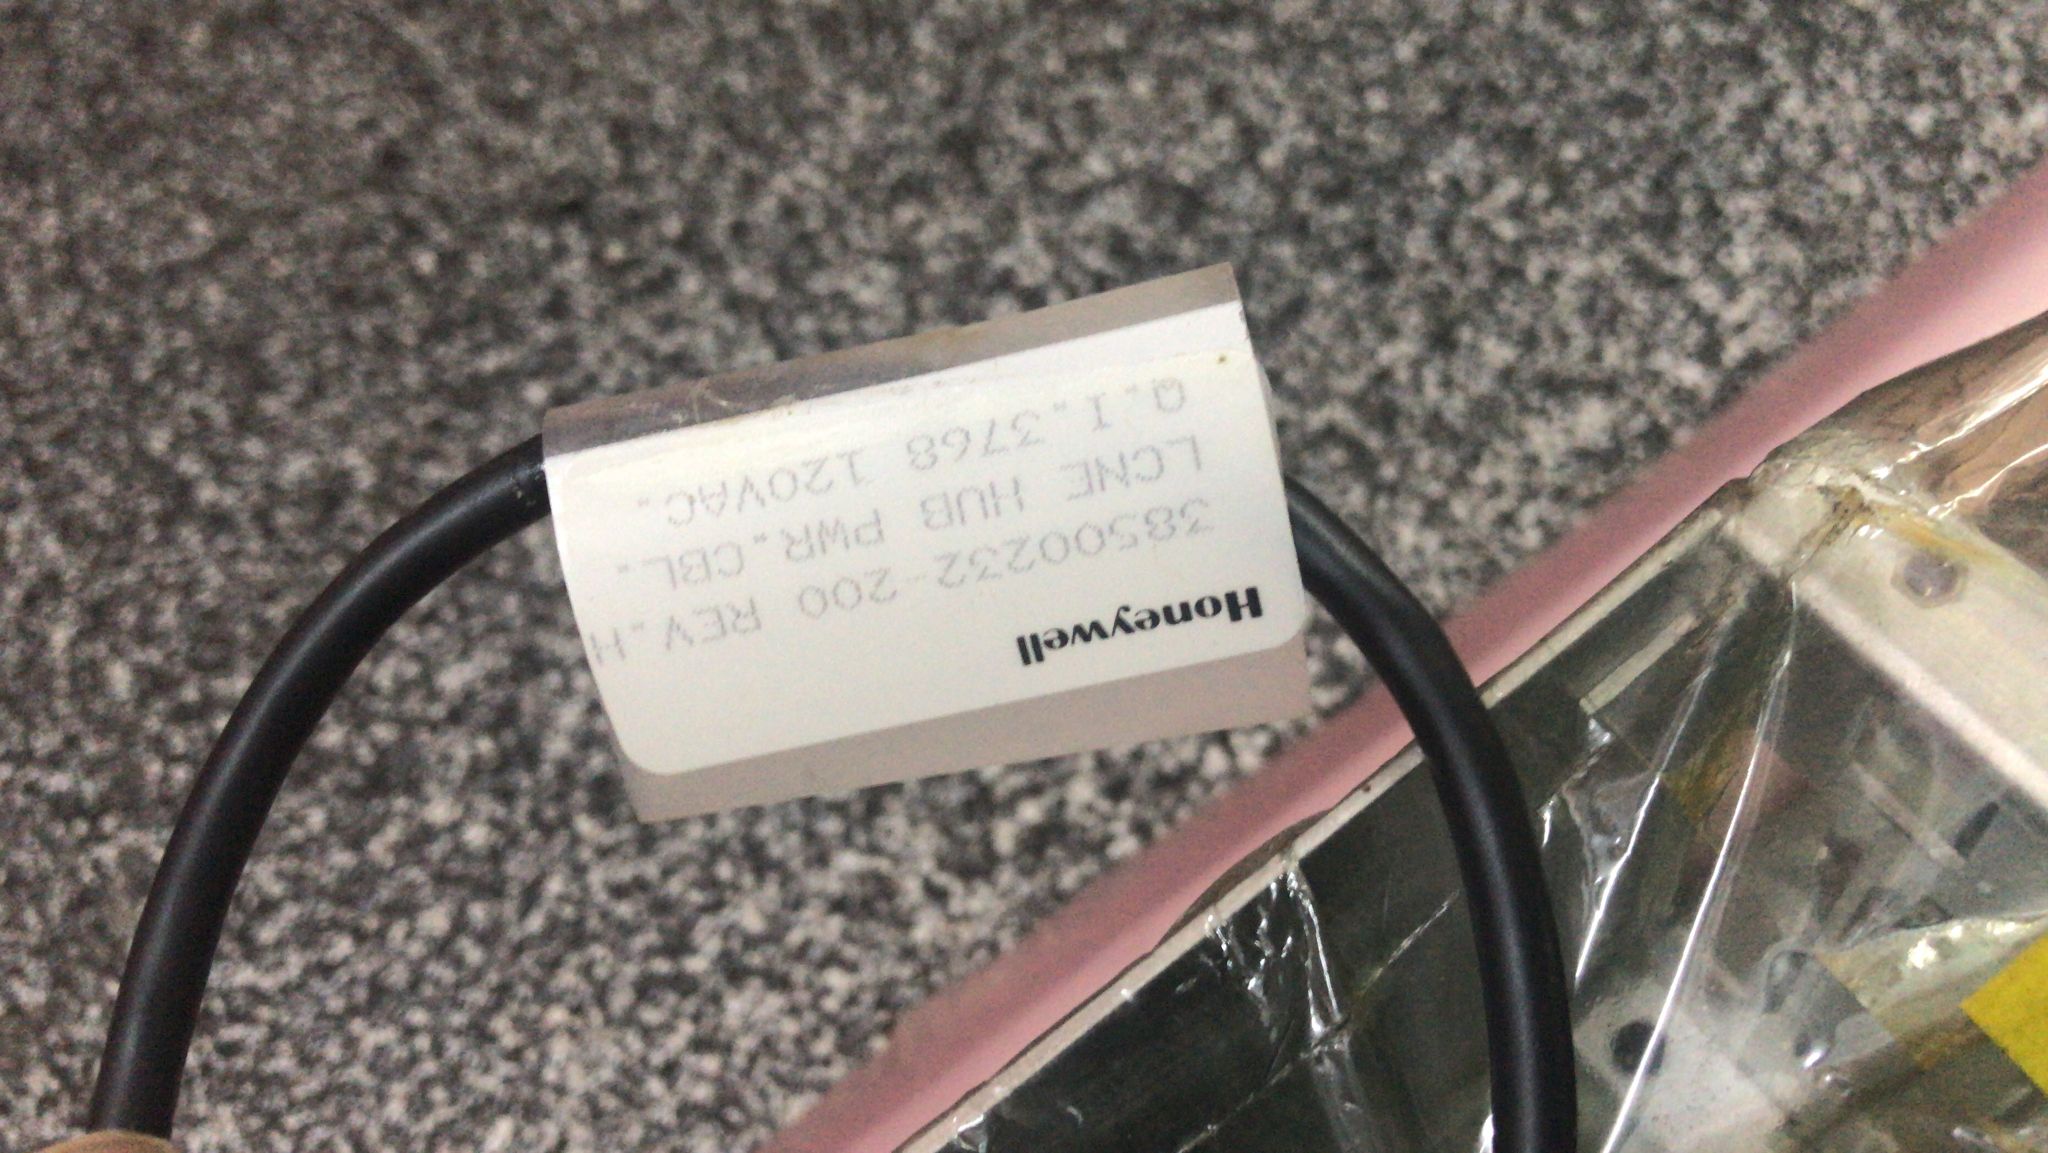 Honeywell
38500232-200 REV.H
LCNE HUB PWR.CBL.
Q.I.3768 120VAC.